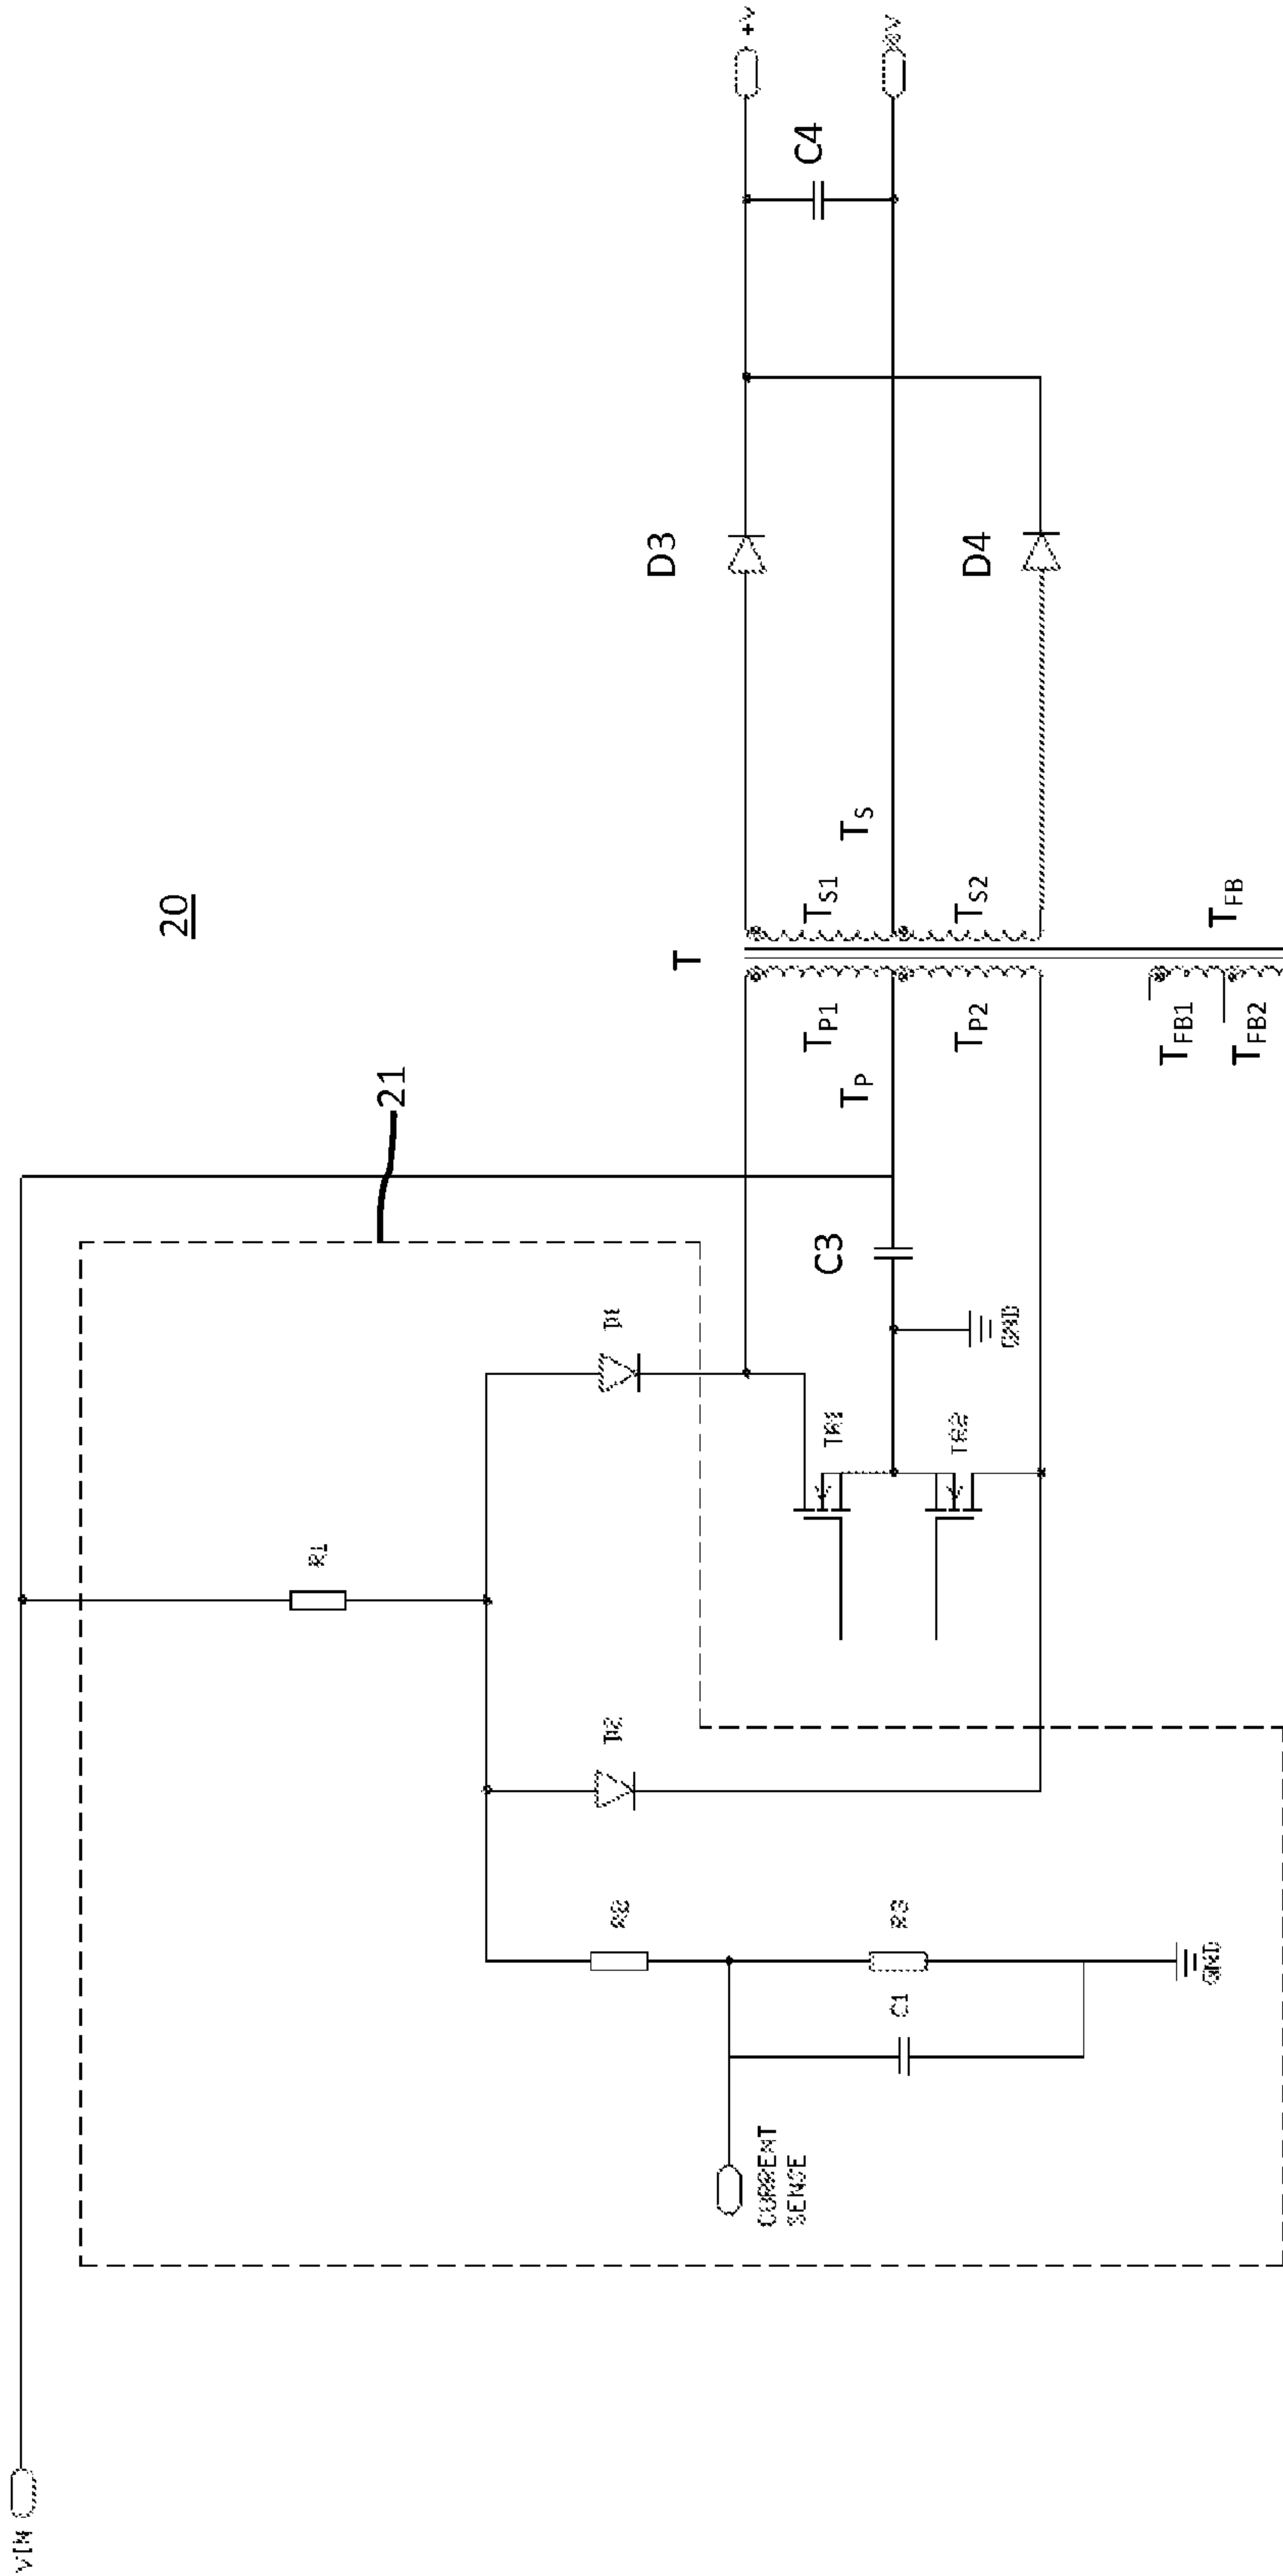 20
21
VIN
R1
D1
D2
R2
R3
C1
CURRENT
SENSE
GND
TR1
TR2
GND
C3
T
TP
TP1
TP2
TS
TS1
TS2
TFB
TFB1
TFB2
D3
D4
C4
+V